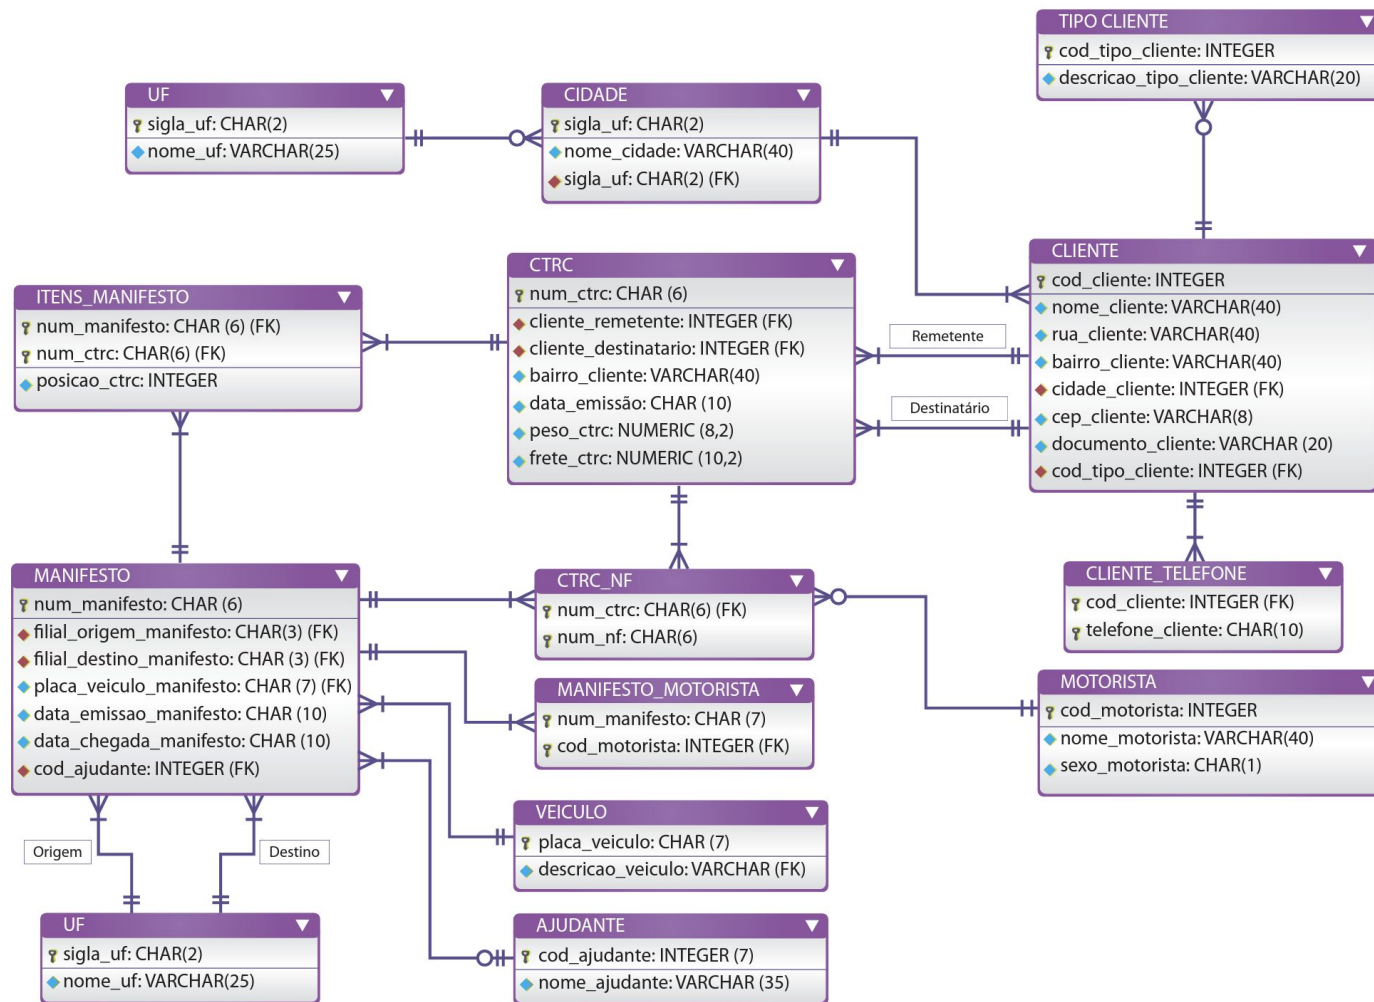 TIPO CLIENTE
cod_tipo_cliente: INTEGER
descricao_tipo_cliente: VARCHAR(20)
UF
sigla_uf: CHAR(2)
nome_uf: VARCHAR(25)
CIDADE
sigla_uf: CHAR(2)
nome_cidade: VARCHAR(40)
sigla_uf: CHAR(2) (FK)
CLIENTE
cod_cliente: INTEGER
nome_cliente: VARCHAR(40)
rua_cliente: VARCHAR(40)
bairro_cliente: VARCHAR(40)
cidade_cliente: INTEGER (FK)
cep_cliente: VARCHAR(8)
documento_cliente: VARCHAR (20)
cod_tipo_cliente: INTEGER (FK)
CTRC
num_ctrc: CHAR (6)
cliente_remetente: INTEGER (FK)
cliente_destinatario: INTEGER (FK)
bairro_cliente: VARCHAR(40)
data_emissão: CHAR (10)
peso_ctrc: NUMERIC (8,2)
frete_ctrc: NUMERIC (10,2)
Remetente
Destinatário
ITENS_MANIFESTO
num_manifesto: CHAR (6) (FK)
num_ctrc: CHAR(6) (FK)
posicao_ctrc: INTEGER
MANIFESTO
num_manifesto: CHAR (6)
filial_origem_manifesto: CHAR(3) (FK)
filial_destino_manifesto: CHAR (3) (FK)
placa_veiculo_manifesto: CHAR (7) (FK)
data_emissao_manifesto: CHAR (10)
data_chegada_manifesto: CHAR (10)
cod_ajudante: INTEGER (FK)
CTRC_NF
num_ctrc: CHAR(6) (FK)
num_nf: CHAR(6)
CLIENTE_TELEFONE
cod_cliente: INTEGER (FK)
telefone_cliente: CHAR(10)
MANIFESTO_MOTORISTA
num_manifesto: CHAR (7)
cod_motorista: INTEGER (FK)
MOTORISTA
cod_motorista: INTEGER
nome_motorista: VARCHAR(40)
sexo_motorista: CHAR(1)
VEICULO
placa_veiculo: CHAR (7)
descricao_veiculo: VARCHAR (FK)
Origem
Destino
UF
sigla_uf: CHAR(2)
nome_uf: VARCHAR(25)
AJUDANTE
cod_ajudante: INTEGER (7)
nome_ajudante: VARCHAR (35)